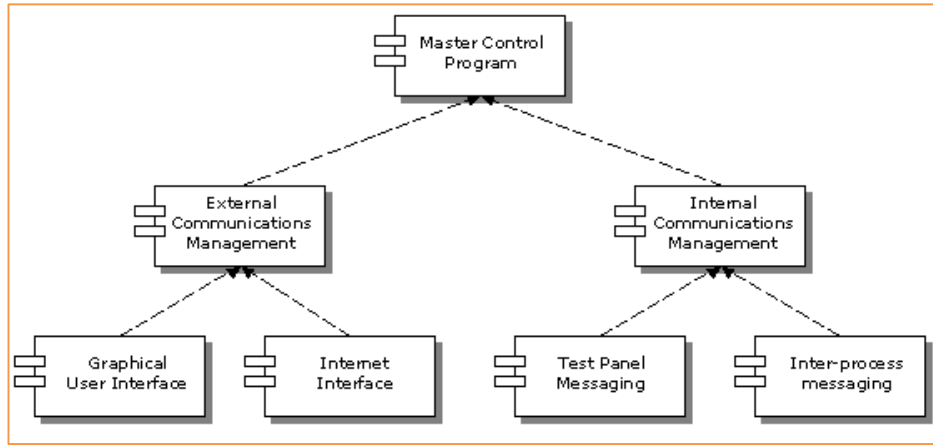 Master Control
Program
External
Communications
Management
Internal
Communications
Management
Graphical
User Interface
Internet
Interface
Test Panel
Messaging
Inter-process
messaging